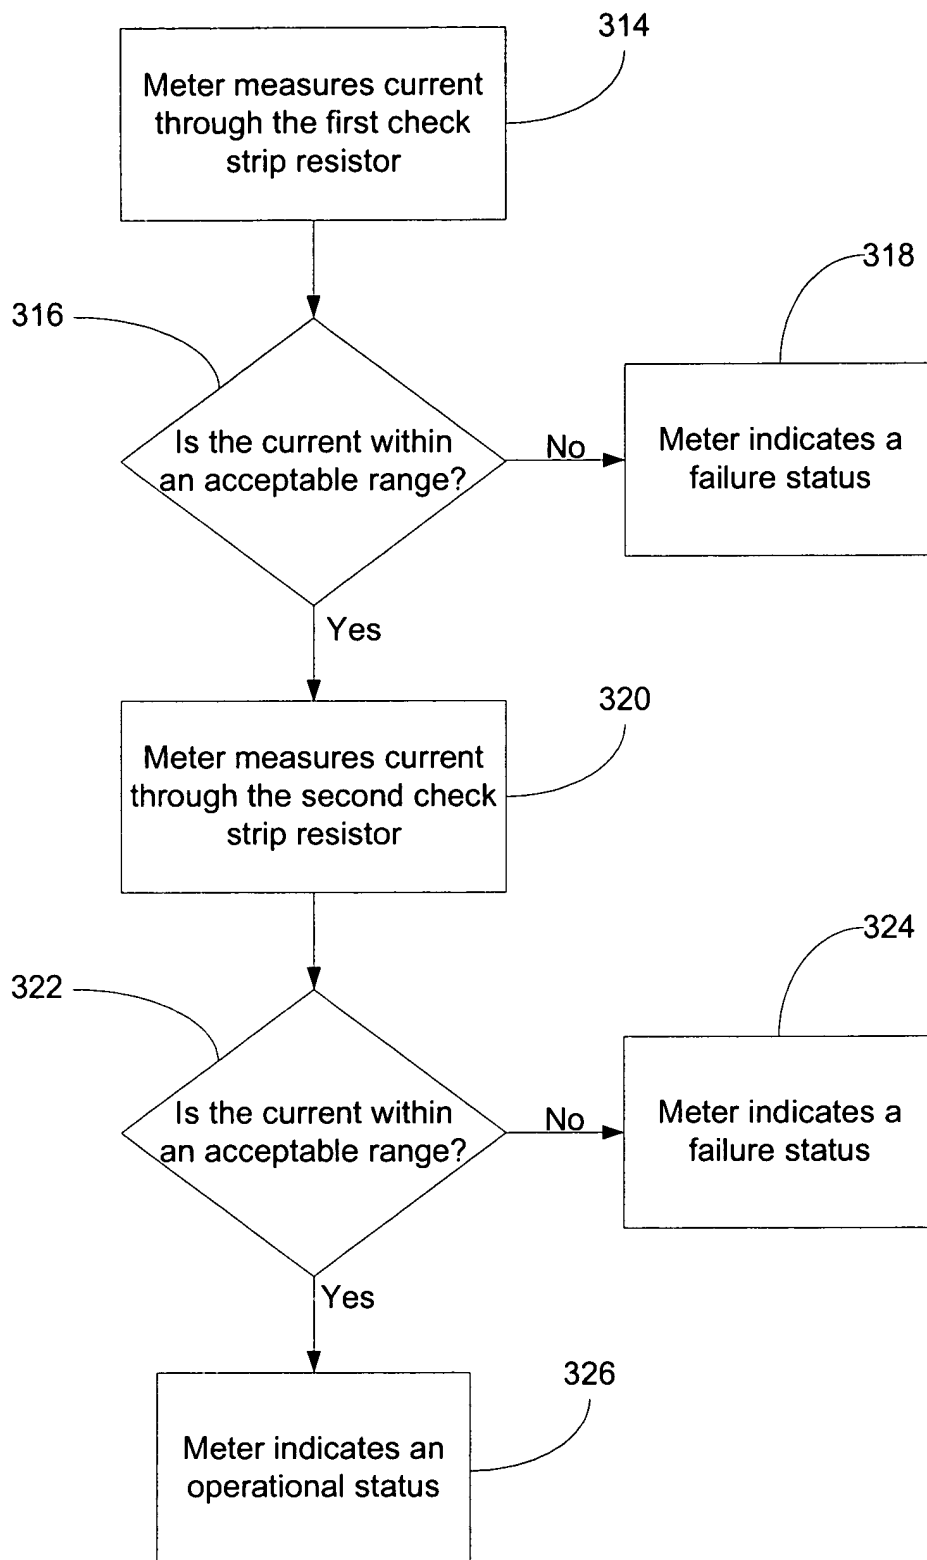 314
Meter measures current
through the first check
strip resistor
318
316
Is the current within
an acceptable range?
No
Meter indicates a
failure status
Yes
320
Meter measures current
through the second check
strip resistor
324
322
Is the current within
an acceptable range?
No
Meter indicates a
failure status
Yes
326
Meter indicates an
operational status